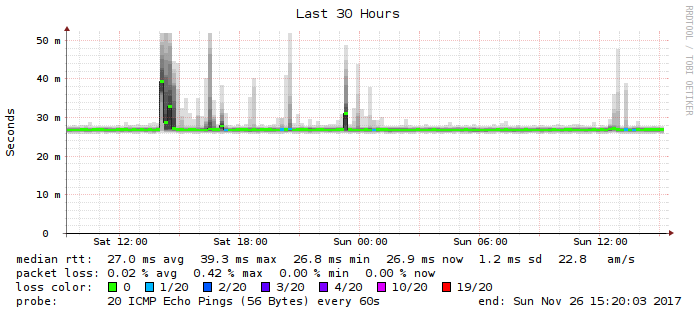 Last 30 Hours
RRDTOOL / TOBI OETIKER
Seconds
50 m
40 m
30 m
20 m
10 m
0
Sat 12:00 Sat 18:00 Sun 00:00 Sun 06:00 Sun 12:00
median rtt: 27.0 ms avg 39.3 ms max 26.8 ms min 26.9 ms now 1.2 ms sd 22.8 am/s
packet loss: 0.02 % avg 0.42 % max 0.00 % min 0.00 % now
loss color: 0 1/20 2/20 3/20 4/20 10/20 19/20
probe: 20 ICMP Echo Pings (56 Bytes) every 60s end: Sun Nov 26 15:20:03 2017